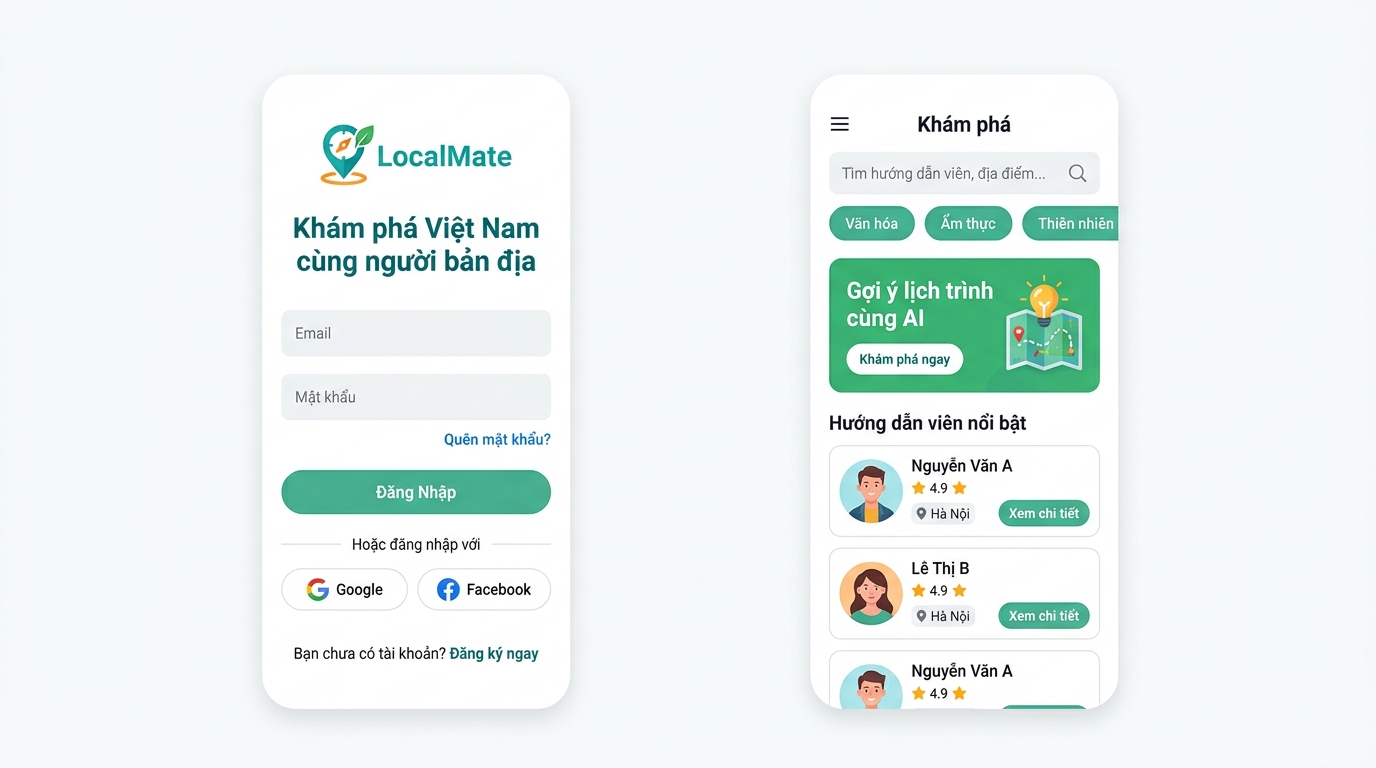 LocalMate
Khám phá Việt Nam
cùng người bản địa
Email
Mật khẩu
Quên mật khẩu?
Đăng Nhập
Hoặc đăng nhập với
Google
Facebook
Bạn chưa có tài khoản? Đăng ký ngay
Khám phá
Tìm hướng dẫn viên, địa điểm...
Văn hóa
Ẩm thực
Thiên nhiên
Gợi ý lịch trình
cùng AI
Khám phá ngay
Hướng dẫn viên nổi bật
Nguyễn Văn A
4.9
Hà Nội
Xem chi tiết
Lê Thị B
4.9
Hà Nội
Xem chi tiết
Nguyễn Văn A
4.9